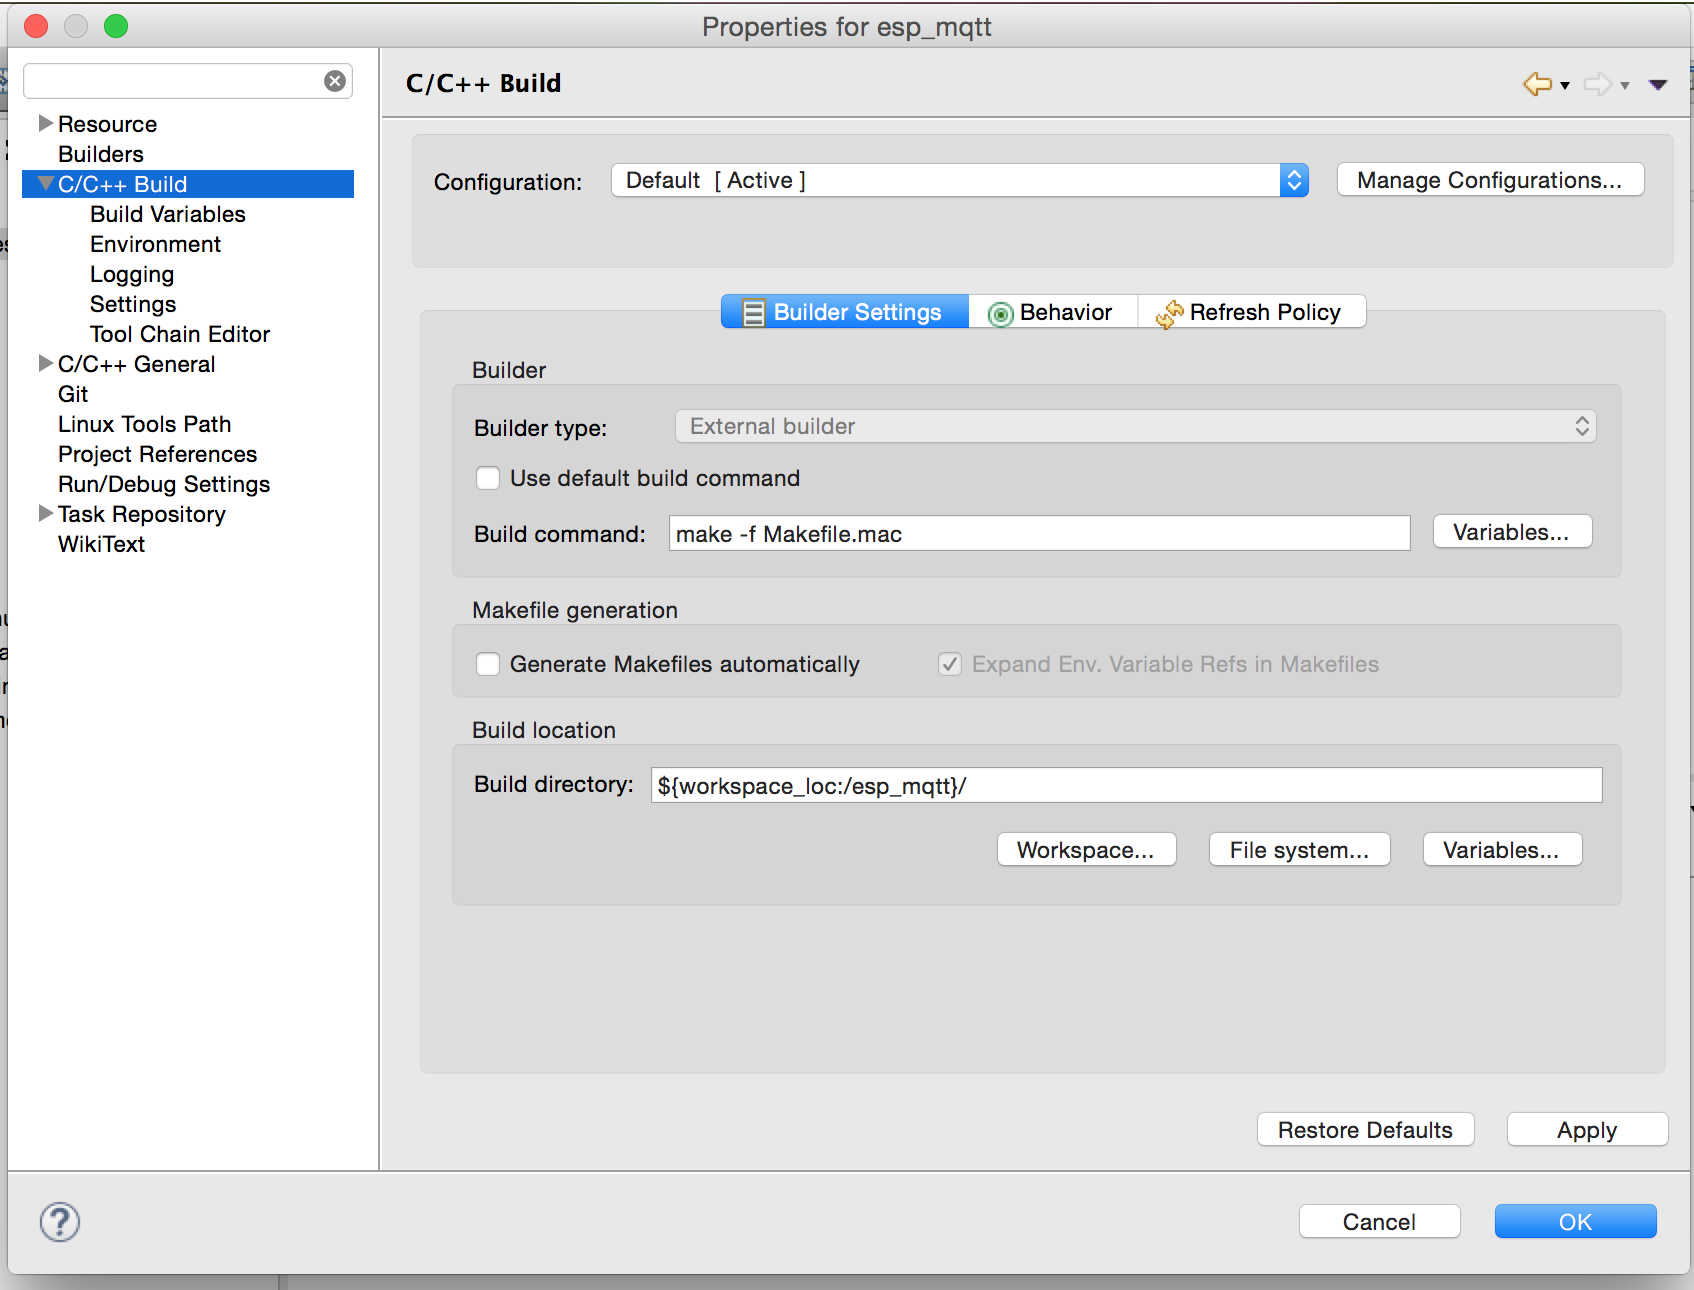 Properties for esp_mqtt
C/C++ Build
Resource
Builders
C/C++ Build
Build Variables
Environment
Logging
Settings
Tool Chain Editor
C/C++ General
Git
Linux Tools Path
Project References
Run/Debug Settings
Task Repository
WikiText
Configuration: Default [ Active ] Manage Configurations...
Builder Settings Behavior Refresh Policy
Builder
Builder type: External builder
Use default build command
Build command: make -f Makefile.mac Variables...
Makefile generation
Generate Makefiles automatically Expand Env. Variable Refs in Makefiles
Build location
Build directory: ${workspace_loc:/esp_mqtt}/
Workspace... File system... Variables...
Restore Defaults Apply
? Cancel OK